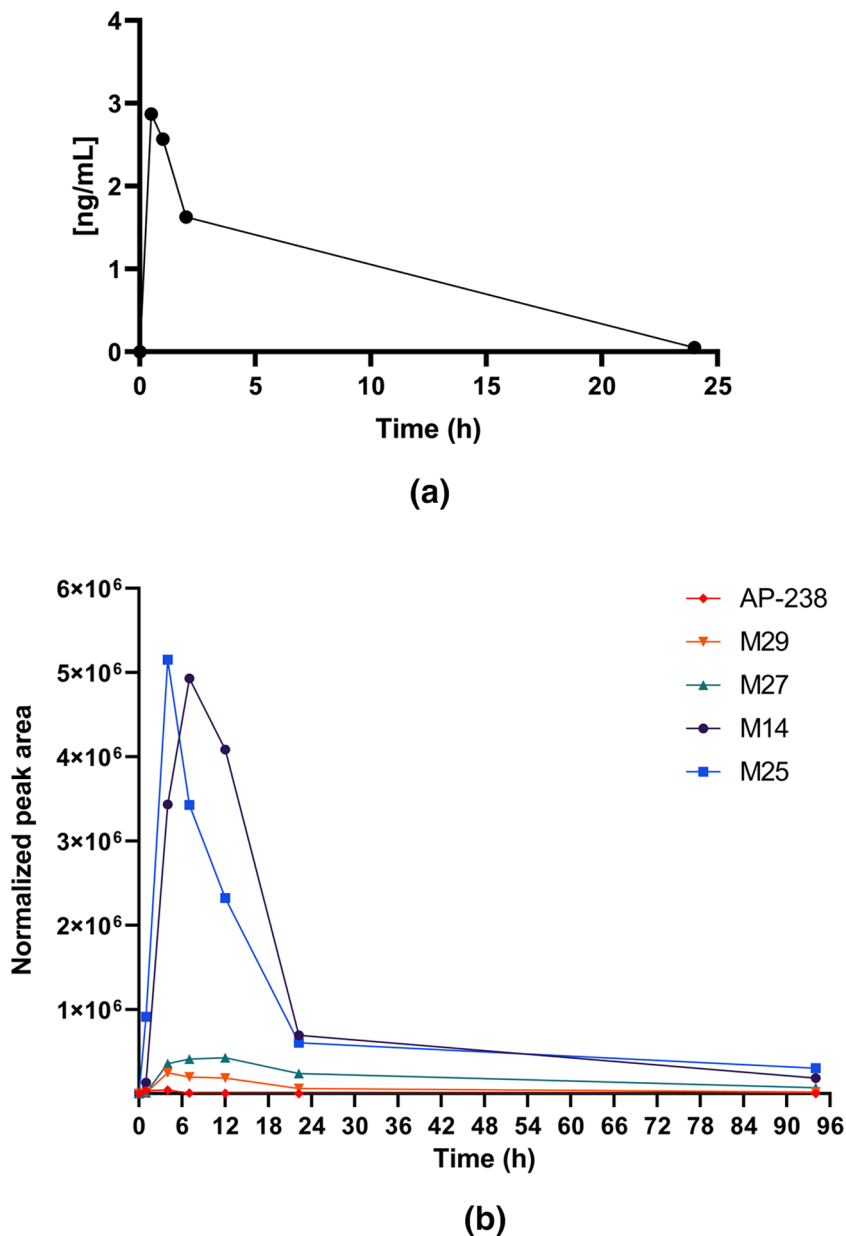 4
3
2
1
0
[ng/mL]
0 5 10 15 20 25
Time (h)
(a)
6×10⁶
5×10⁶
4×10⁶
3×10⁶
2×10⁶
1×10⁶
Normalized peak area
AP-238
M29
M27
M14
M25
0 6 12 18 24 30 36 42 48 54 60 66 72 78 84 90 96
Time (h)
(b)